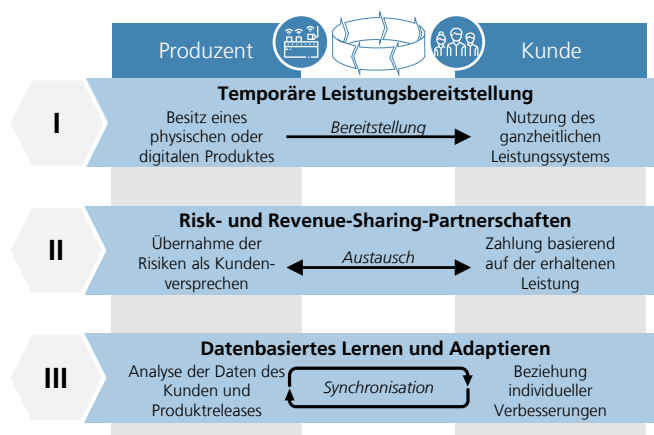 Produzent
Kunde
I
Temporäre Leistungsbereitstellung
Besitz eines
physischen oder
digitalen Produktes
Bereitstellung
Nutzung des
ganzheitlichen
Leistungssystems
II
Risk- und Revenue-Sharing-Partnerschaften
Übernahme der
Risiken als Kunden-
versprechen
Austausch
Zahlung basierend
auf der erhaltenen
Leistung
III
Datenbasiertes Lernen und Adaptieren
Analyse der Daten des
Kunden und
Produktreleases
Synchronisation
Beziehung
individueller
Verbesserungen